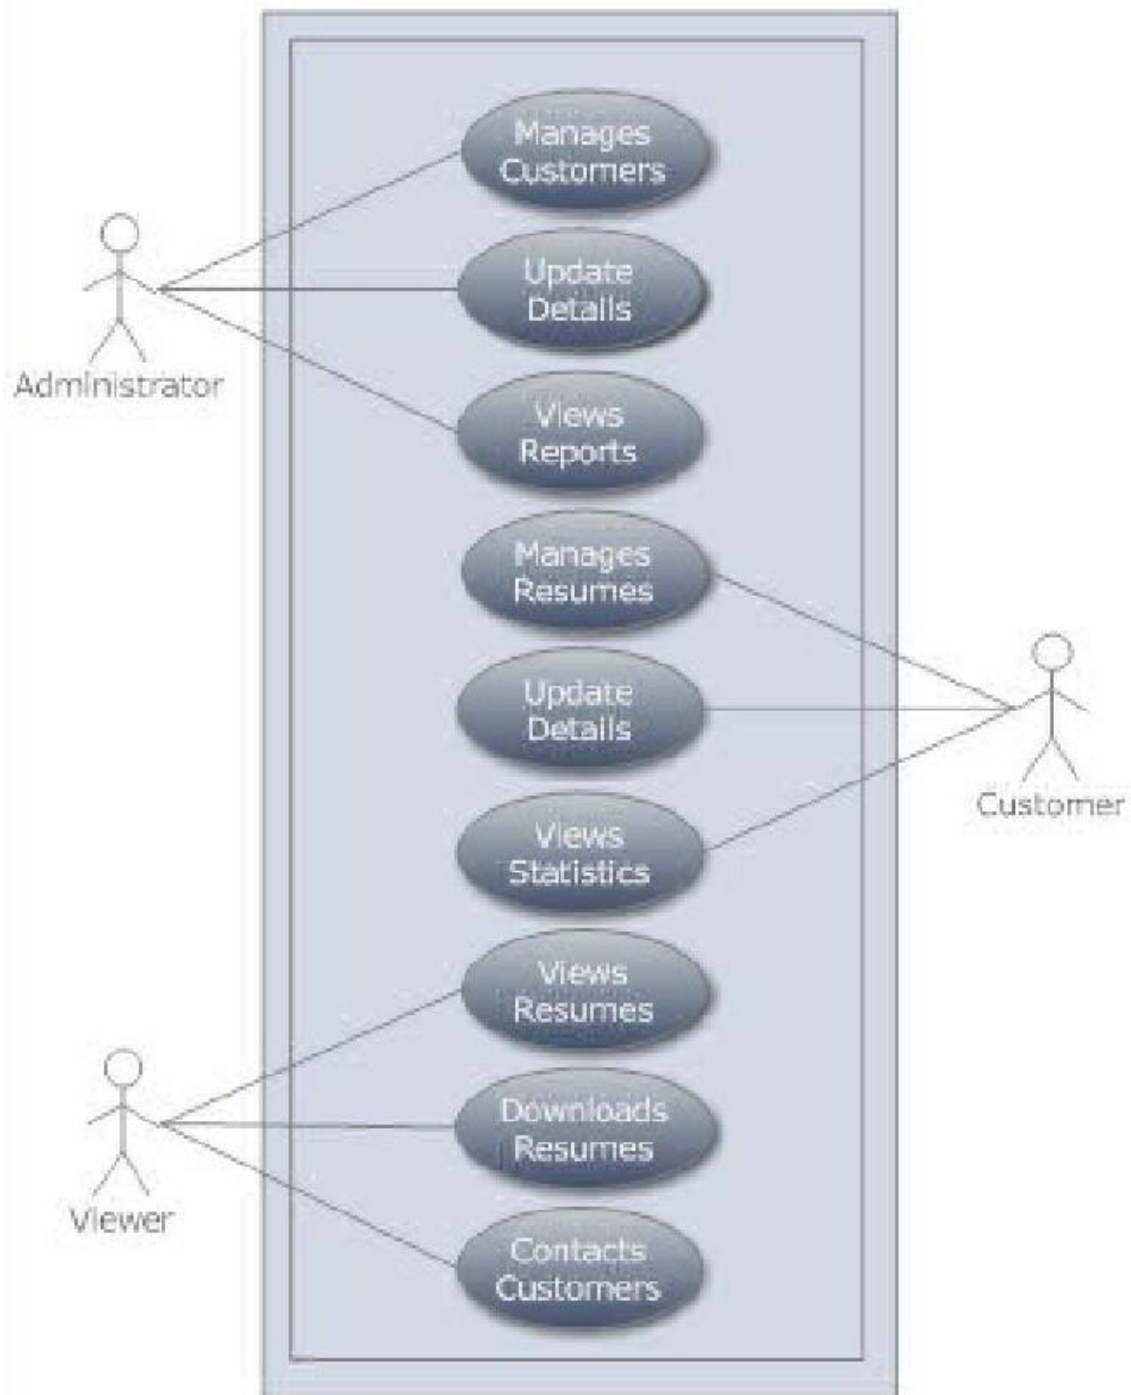 Manages
Customers
Update
Details
Administrator
Views
Reports
Manages
Resumes
Update
Details
Customer
Views
Statistics
Views
Resumes
Downloads
Resumes
Viewer
Contacts
Customers